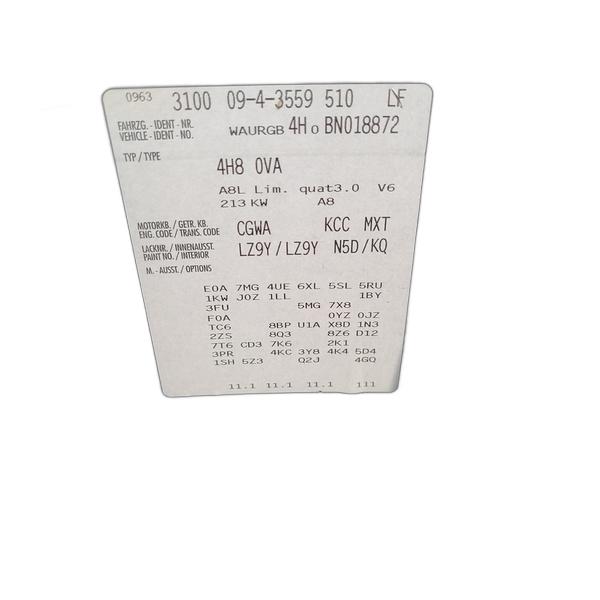 0963 3100 09-4-3559 510 LF
FAHRZG. - IDENT - NR.
VEHICLE - IDENT - NO. WAURGB 4H 0 BN018872
TYP / TYPE
4H8 0VA
A8L Lim. quat3.0 V6
213 KW A8
MOTORKB. / GETR. KB.
ENG. CODE / TRANS. CODE CGWA KCC MXT
LACKNR. / INNENAUSST.
PAINT NO. / INTERIOR LZ9Y / LZ9Y N5D / KQ
M. - AUSST. / OPTIONS
E0A 7MG 4UE 6XL 5SL 5RU
1KW J0Z 1LL 1BY
3FU 5MG 7X8
F0A 0YZ 0JZ
TC6 8BP U1A X8D 1N3
2ZS 8Q3 8Z6 D12
7T6 CD3 7K6 2K1
3PR 4KC 3Y8 4K4 5D4
1SH 5Z3 Q2J 4GQ
11.1 11.1 11.1 111